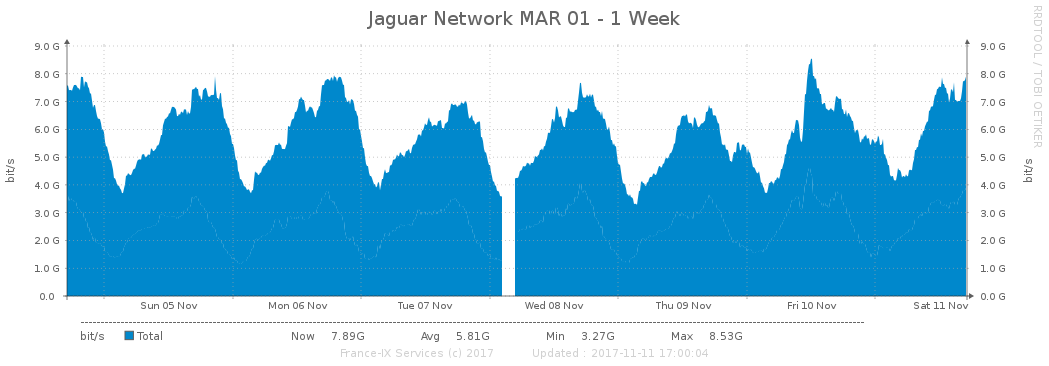 Jaguar Network MAR 01 - 1 Week
RRDTOOL / TOBI OETIKER
bit/s
9.0 G 9.0 G
8.0 G 8.0 G
7.0 G 7.0 G
6.0 G 6.0 G
5.0 G 5.0 G
4.0 G 4.0 G
3.0 G 3.0 G
2.0 G 2.0 G
1.0 G 1.0 G
0.0 0.0 G
bit/s
Sun 05 Nov Mon 06 Nov Tue 07 Nov Wed 08 Nov Thu 09 Nov Fri 10 Nov Sat 11 Nov
bit/s Total Now 7.89G Avg 5.81G Min 3.27G Max 8.53G
France-IX Services (c) 2017 Updated : 2017-11-11 17:00:04